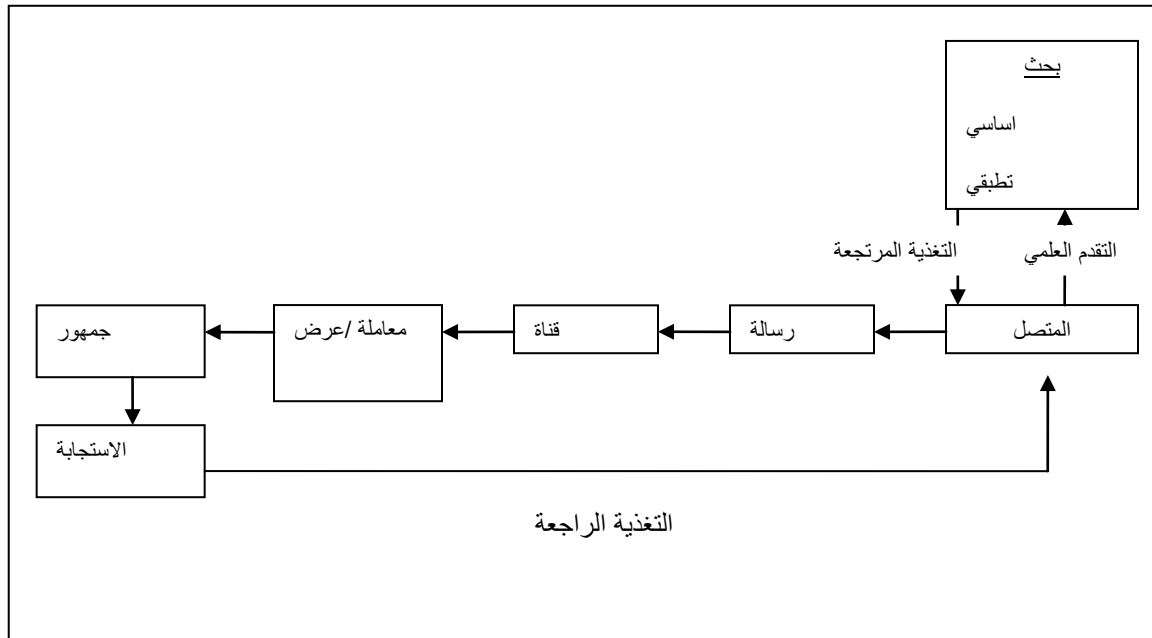 بحث
اساسي
تطبقي
التقدم العلمي
التغذية المرتجعة
المتصل
رسالة
قناة
معاملة /عرض
جمهور
الاستجابة
التغذية الراجعة